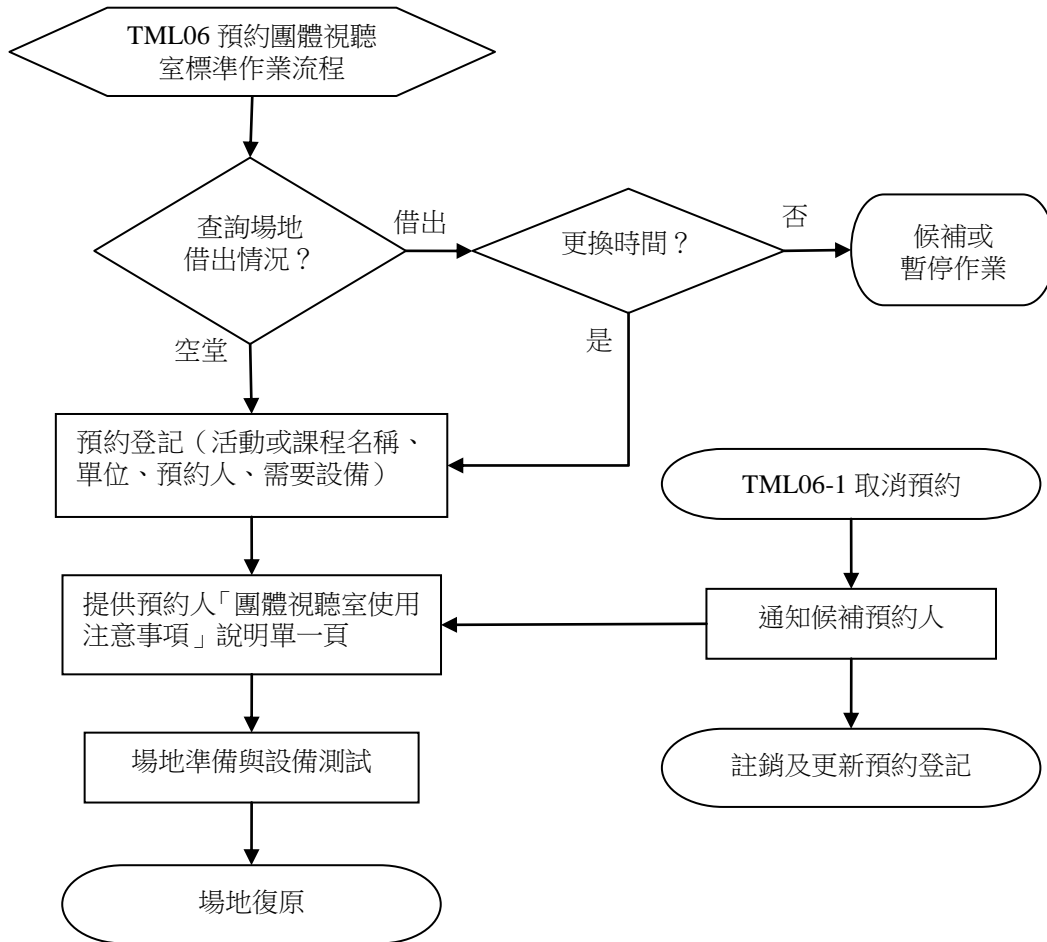 TML06 預約團體視聽
室標準作業流程
查詢場地
借出情況？
借出
更換時間？
否
候補或
暫停作業
空堂
是
預約登記（活動或課程名稱、
單位、預約人、需要設備）
TML06-1 取消預約
提供預約人「團體視聽室使用
注意事項」說明單一頁
通知候補預約人
場地準備與設備測試
註銷及更新預約登記
場地復原